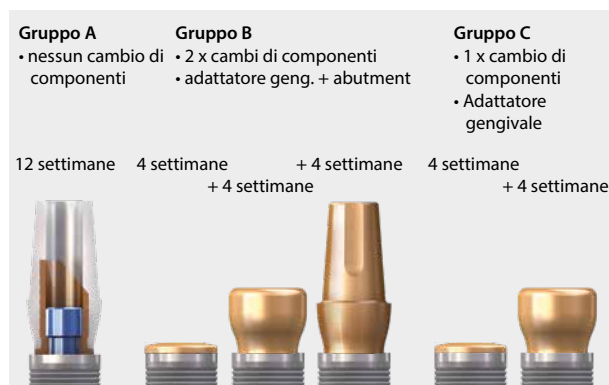 Gruppo A
• nessun cambio di
componenti
Gruppo B
• 2 x cambi di componenti
• adattatore geng. + abutment
Gruppo C
• 1 x cambio di
componenti
• Adattatore
gengivale
12 settimane
4 settimane
+ 4 settimane
+ 4 settimane
4 settimane
+ 4 settimane